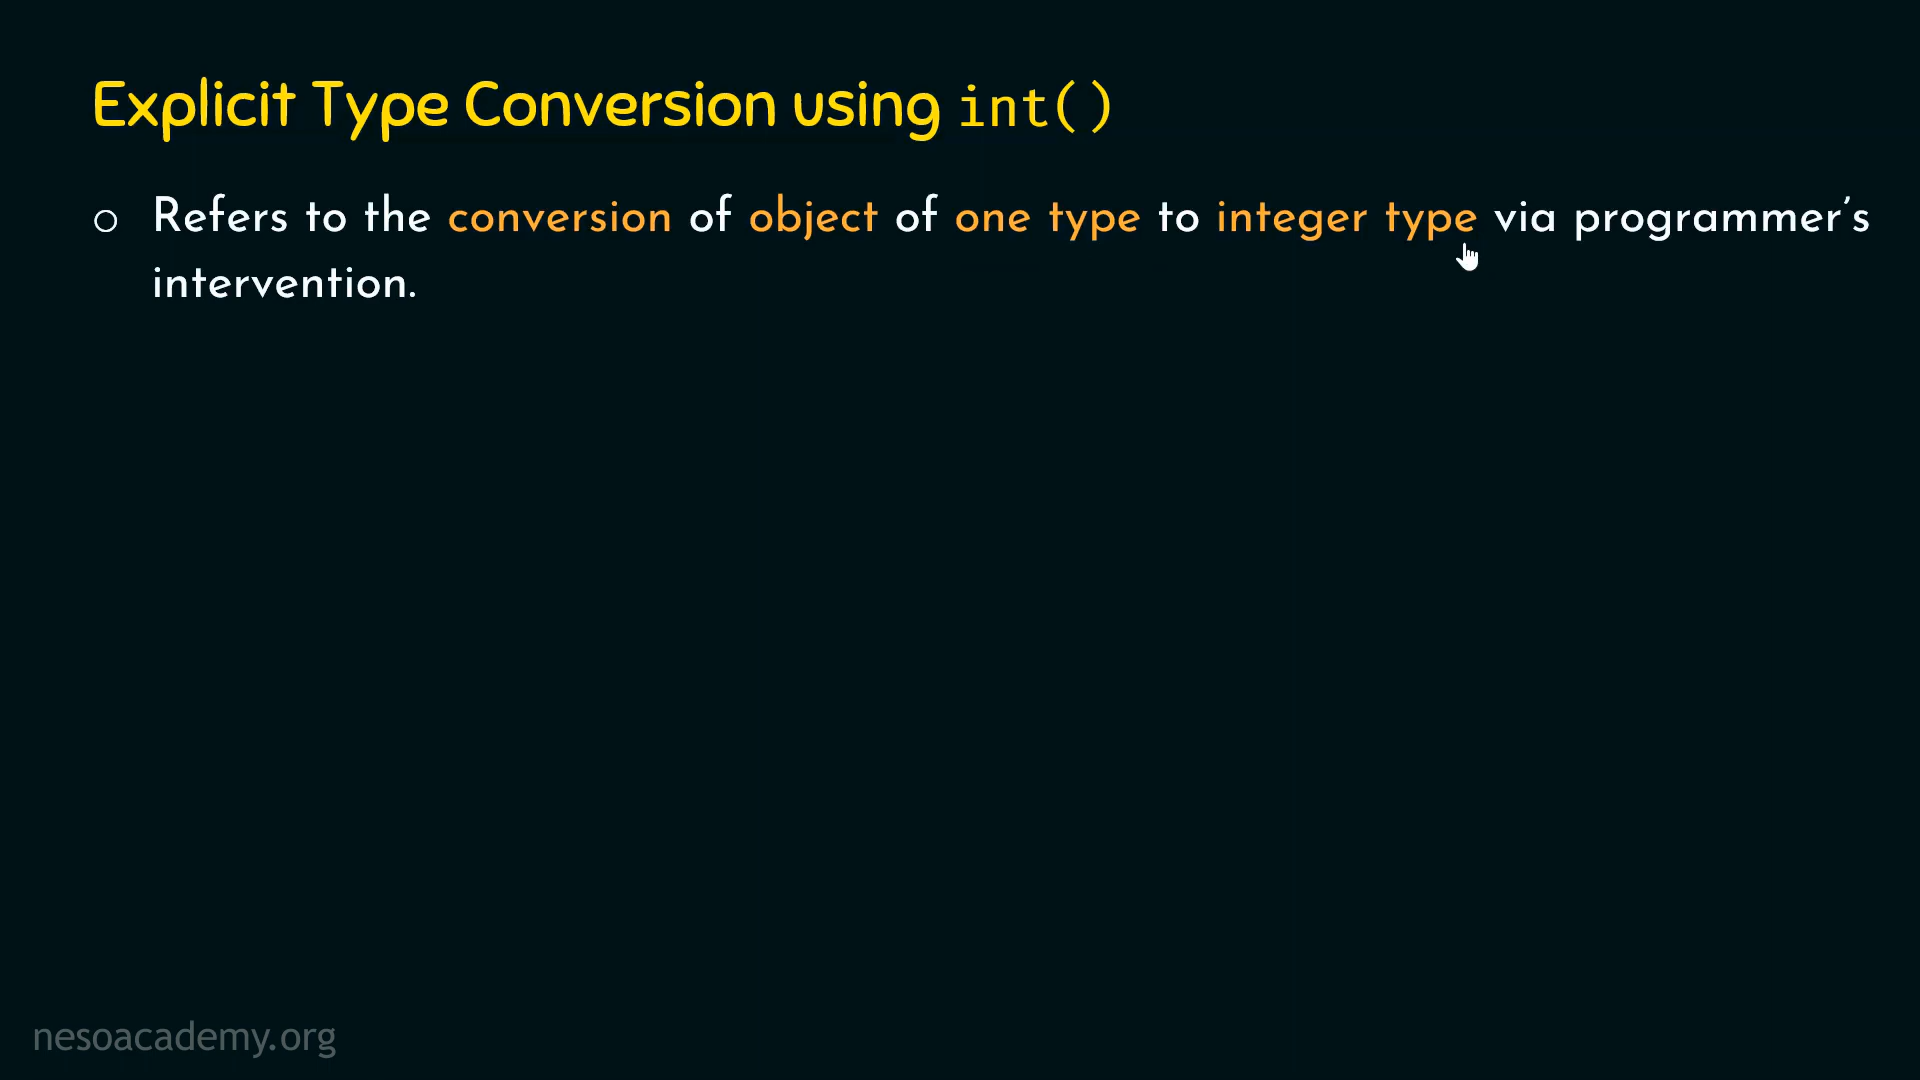 Explicit Type Conversion using int()
○ Refers to the conversion of object of one type to integer type via programmer’s
intervention.
nesoacademy.org